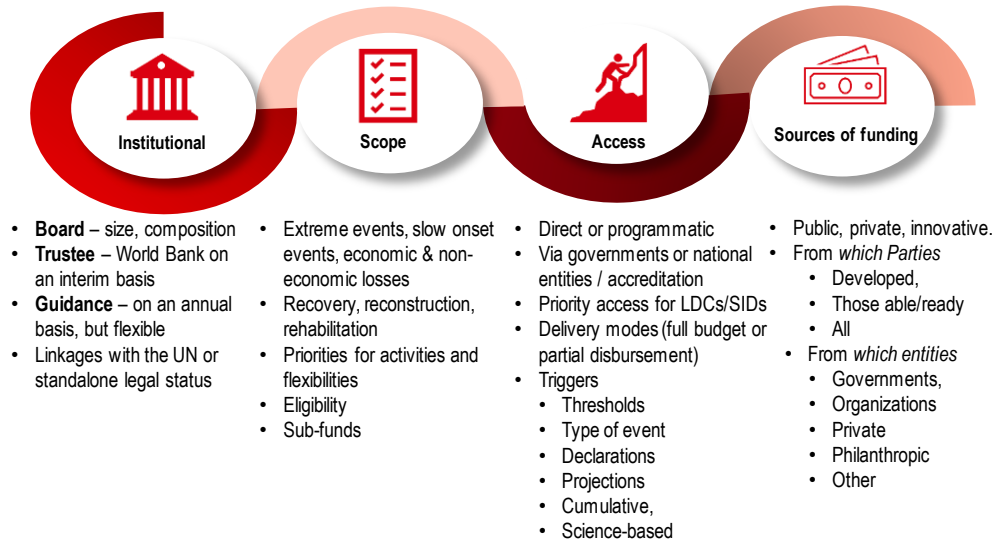 Institutional
• Board – size, composition
• Trustee – World Bank on
an interim basis
• Guidance – on an annual
basis, but flexible
• Linkages with the UN or
standalone legal status
Scope
• Extreme events, slow onset
events, economic & non-
economic losses
• Recovery, reconstruction,
rehabilitation
• Priorities for activities and
flexibilities
• Eligibility
• Sub-funds
Access
• Direct or programmatic
• Via governments or national
entities / accreditation
• Priority access for LDCs/SIDs
• Delivery modes (full budget or
partial disbursement)
• Triggers
• Thresholds
• Type of event
• Declarations
• Projections
• Cumulative,
• Science-based
Sources of funding
• Public, private, innovative.
• From which Parties
• Developed,
• Those able/ready
• All
• From which entities
• Governments,
• Organizations
• Private
• Philanthropic
• Other